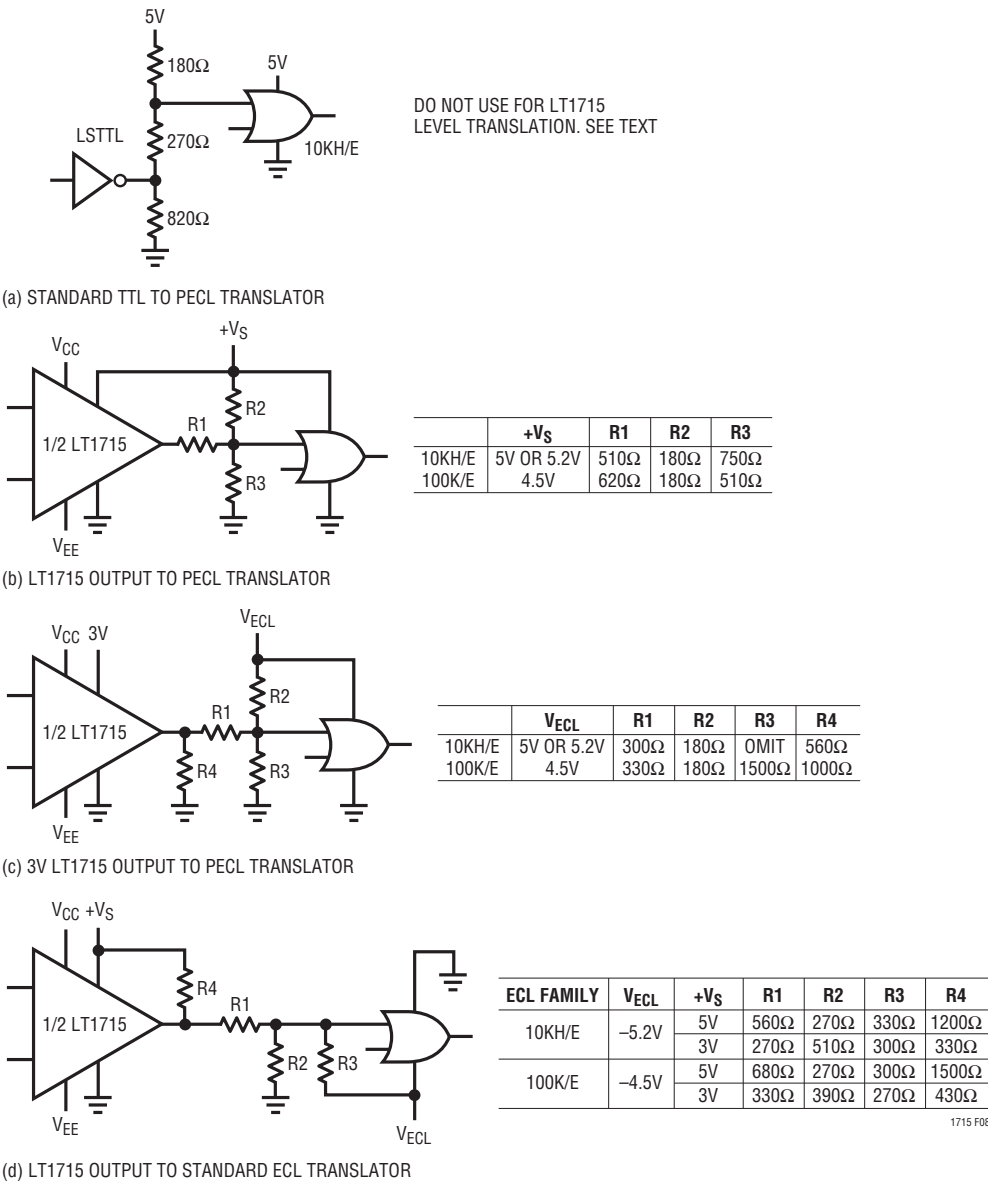 5V
180Ω
5V
270Ω
LSTTL
10KH/E
820Ω
DO NOT USE FOR LT1715
LEVEL TRANSLATION. SEE TEXT
(a) STANDARD TTL TO PECL TRANSLATOR
+VS
VCC
R2
R1
1/2 LT1715
R3
VEE
+VS R1 R2 R3
10KH/E 5V OR 5.2V 510Ω 180Ω 750Ω
100K/E 4.5V 620Ω 180Ω 510Ω
(b) LT1715 OUTPUT TO PECL TRANSLATOR
VECL
VCC 3V
R2
R1
1/2 LT1715
R4
R3
VEE
VECL R1 R2 R3 R4
10KH/E 5V OR 5.2V 300Ω 180Ω OMIT 560Ω
100K/E 4.5V 330Ω 180Ω 1500Ω 1000Ω
(c) 3V LT1715 OUTPUT TO PECL TRANSLATOR
VCC +VS
R4
R1
1/2 LT1715
R2
R3
VEE
VECL
ECL FAMILY VECL +VS R1 R2 R3 R4
10KH/E –5.2V 5V 560Ω 270Ω 330Ω 1200Ω
3V 270Ω 510Ω 300Ω 330Ω
100K/E –4.5V 5V 680Ω 270Ω 300Ω 1500Ω
3V 330Ω 390Ω 270Ω 430Ω
1715 F08
(d) LT1715 OUTPUT TO STANDARD ECL TRANSLATOR